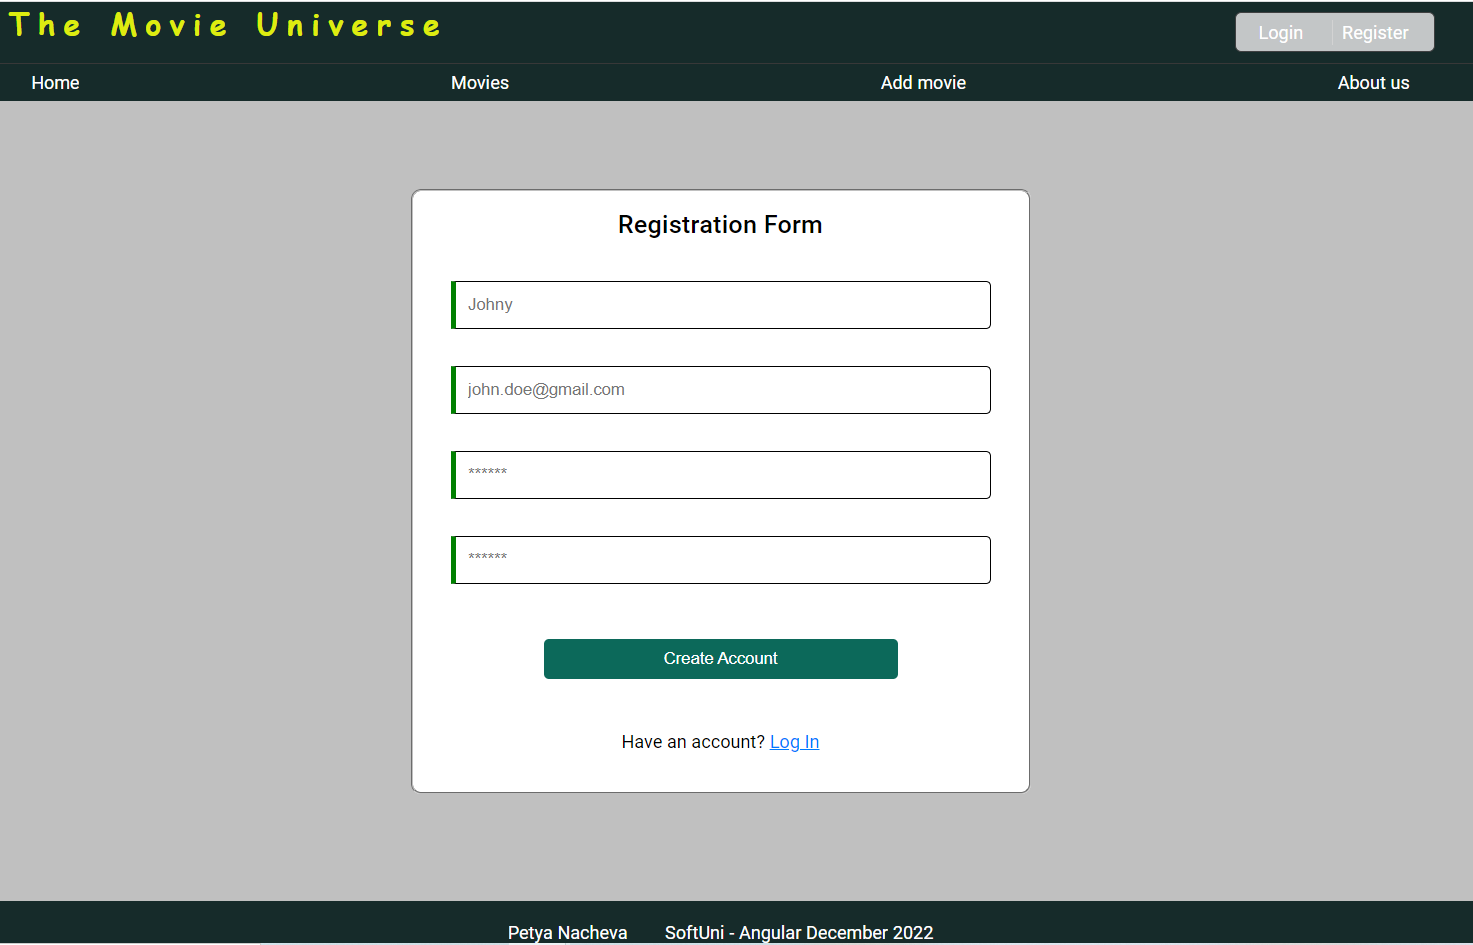 The Movie Universe
Login Register
Home Movies Add movie About us
Registration Form
Johny
john.doe@gmail.com
******
******
Create Account
Have an account? Log In
Petya Nacheva SoftUni - Angular December 2022